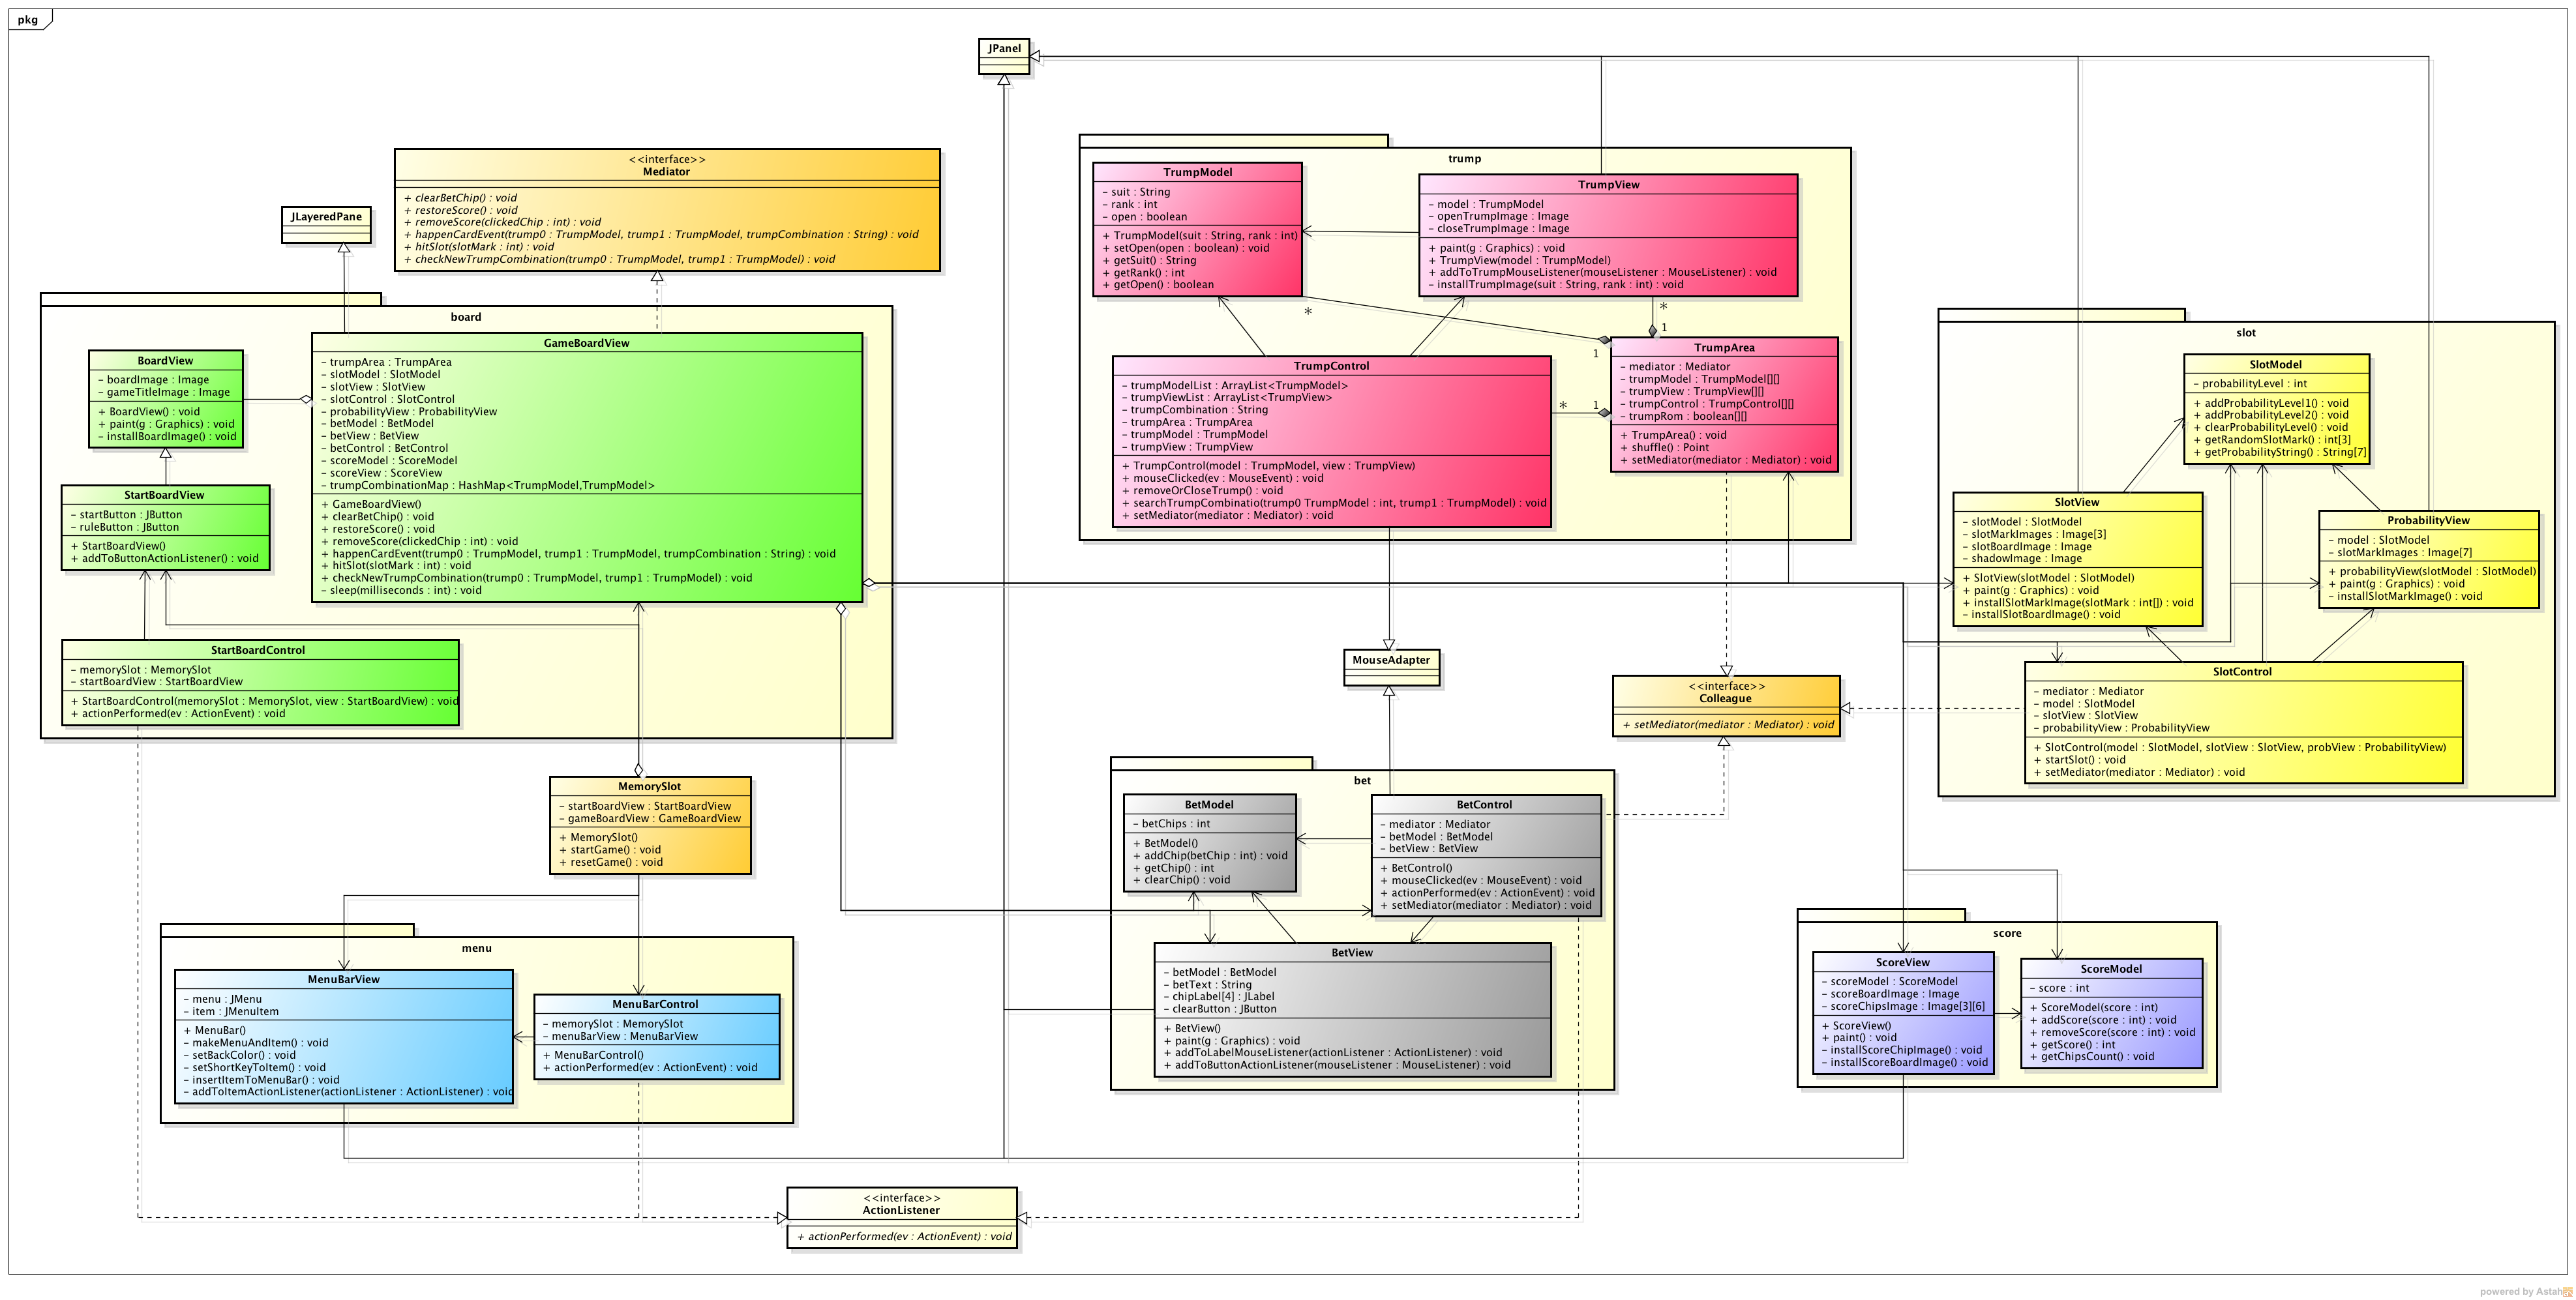 pkg
JPanel
<<interface>>
Mediator
+ clearBetChip() : void
+ restoreScore() : void
+ removeScore(clickedChip : int) : void
+ happenCardEvent(trump0 : TrumpModel, trump1 : TrumpModel, trumpCombination : String) : void
+ hitSlot(slotMark : int) : void
+ checkNewTrumpCombination(trump0 : TrumpModel, trump1 : TrumpModel) : void
JLayeredPane
board
BoardView
– boardImage : Image
– gameTitleImage : Image
+ BoardView() : void
+ paint(g : Graphics) : void
– installBoardImage() : void
GameBoardView
– trumpArea : TrumpArea
– slotModel : SlotModel
– slotView : SlotView
– slotControl : SlotControl
– probabilityView : ProbabilityView
– betModel : BetModel
– betView : BetView
– betControl : BetControl
– scoreModel : ScoreModel
– scoreView : ScoreView
– trumpCombinationMap : HashMap<TrumpModel,TrumpModel>
+ GameBoardView()
+ clearBetChip() : void
+ restoreScore() : void
+ removeScore(clickedChip : int) : void
+ happenCardEvent(trump0 : TrumpModel, trump1 : TrumpModel, trumpCombination : String) : void
+ hitSlot(slotMark : int) : void
+ checkNewTrumpCombination(trump0 : TrumpModel, trump1 : TrumpModel) : void
– sleep(milliseconds : int) : void
StartBoardView
– startButton : JButton
– ruleButton : JButton
+ StartBoardView()
+ addToButtonActionListener() : void
StartBoardControl
– memorySlot : MemorySlot
– startBoardView : StartBoardView
+ StartBoardControl(memorySlot : MemorySlot, view : StartBoardView) : void
+ actionPerformed(ev : ActionEvent) : void
trump
TrumpModel
– suit : String
– rank : int
– open : boolean
+ TrumpModel(suit : String, rank : int)
+ setOpen(open : boolean) : void
+ getSuit() : String
+ getRank() : int
+ getOpen() : boolean
TrumpView
– model : TrumpModel
– openTrumpImage : Image
– closeTrumpImage : Image
+ paint(g : Graphics) : void
+ TrumpView(model : TrumpModel)
+ addToTrumpMouseListener(mouseListener : MouseListener) : void
– installTrumpImage(suit : String, rank : int) : void
*
*
1
1
TrumpControl
– trumpModelList : ArrayList<TrumpModel>
– trumpViewList : ArrayList<TrumpView>
– trumpCombination : String
– trumpArea : TrumpArea
– trumpModel : TrumpModel
– trumpView : TrumpView
+ TrumpControl(model : TrumpModel, view : TrumpView)
+ mouseClicked(ev : MouseEvent) : void
+ removeOrCloseTrump() : void
+ searchTrumpCombinatio(trump0 TrumpModel : int, trump1 : TrumpModel) : void
+ setMediator(mediator : Mediator) : void
*
1
TrumpArea
– mediator : Mediator
– trumpModel : TrumpModel[][]
– trumpView : TrumpView[][]
– trumpControl : TrumpControl[][]
– trumpRom : boolean[][]
+ TrumpArea() : void
+ shuffle() : Point
+ setMediator(mediator : Mediator) : void
slot
SlotModel
– probabilityLevel : int
+ addProbabilityLevel1() : void
+ addProbabilityLevel2() : void
+ clearProbabilityLevel() : void
+ getRandomSlotMark() : int[3]
+ getProbabilityString() : String[7]
SlotView
– slotModel : SlotModel
– slotMarkImages : Image[3]
– slotBoardImage : Image
– shadowImage : Image
+ SlotView(slotModel : SlotModel)
+ paint(g : Graphics) : void
+ installSlotMarkImage(slotMark : int[]) : void
– installSlotBoardImage() : void
ProbabilityView
– model : SlotModel
– slotMarkImages : Image[7]
+ probabilityView(slotModel : SlotModel)
+ paint(g : Graphics) : void
– installSlotMarkImage() : void
SlotControl
– mediator : Mediator
– model : SlotModel
– slotView : SlotView
– probabilityView : ProbabilityView
+ SlotControl(model : SlotModel, slotView : SlotView, probView : ProbabilityView)
+ startSlot() : void
+ setMediator(mediator : Mediator) : void
MouseAdapter
<<interface>>
Colleague
+ setMediator(mediator : Mediator) : void
MemorySlot
– startBoardView : StartBoardView
– gameBoardView : GameBoardView
+ MemorySlot()
+ startGame() : void
+ resetGame() : void
bet
BetModel
– betChips : int
+ BetModel()
+ addChip(betChip : int) : void
+ getChip() : int
+ clearChip() : void
BetControl
– mediator : Mediator
– betModel : BetModel
– betView : BetView
+ BetControl()
+ mouseClicked(ev : MouseEvent) : void
+ actionPerformed(ev : ActionEvent) : void
+ setMediator(mediator : Mediator) : void
BetView
– betModel : BetModel
– betText : String
– chipLabel[4] : JLabel
– clearButton : JButton
+ BetView()
+ paint(g : Graphics) : void
+ addToLabelMouseListener(actionListener : ActionListener) : void
+ addToButtonActionListener(mouseListener : MouseListener) : void
menu
MenuBarView
– menu : JMenu
– item : JMenuItem
+ MenuBar()
– makeMenuAndItem() : void
– setBackColor() : void
– setShortKeyToItem() : void
– insertItemToMenuBar() : void
– addToItemActionListener(actionListener : ActionListener) : void
MenuBarControl
– memorySlot : MemorySlot
– menuBarView : MenuBarView
+ MenuBarControl()
+ actionPerformed(ev : ActionEvent) : void
score
ScoreView
– scoreModel : ScoreModel
– scoreBoardImage : Image
– scoreChipsImage : Image[3][6]
+ ScoreView()
+ paint() : void
– installScoreChipImage() : void
– installScoreBoardImage() : void
ScoreModel
– score : int
+ ScoreModel(score : int)
+ addScore(score : int) : void
+ removeScore(score : int) : void
+ getScore() : int
+ getChipsCount() : void
<<interface>>
ActionListener
+ actionPerformed(ev : ActionEvent) : void
powered by Astah